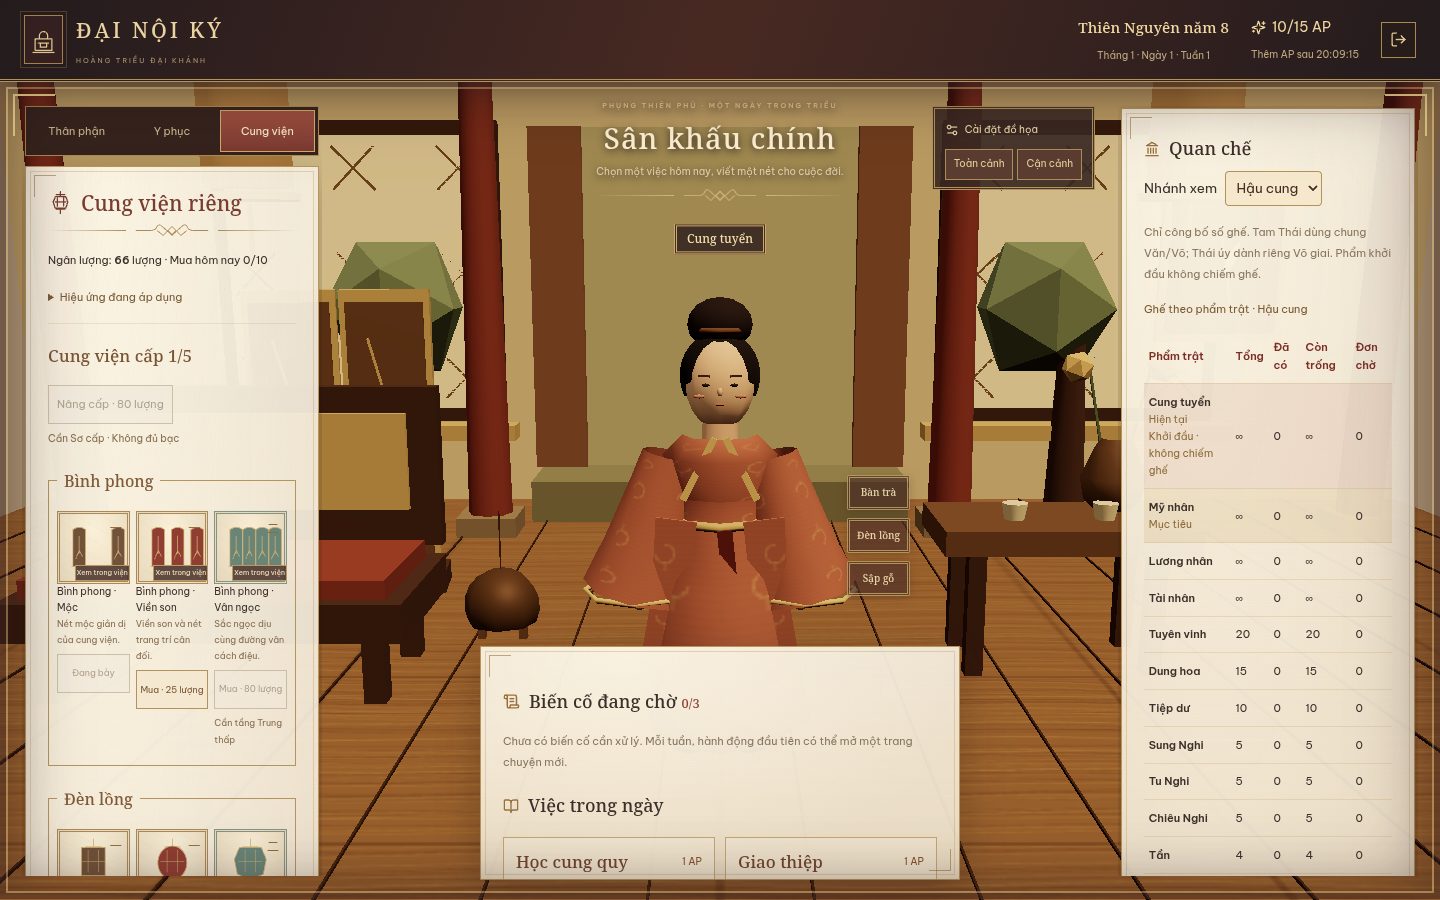 ĐẠI NỘI KÝ
HOÀNG TRIỀU ĐẠI KHÁNH
Thiên Nguyên năm 8
Tháng 1 · Ngày 1 · Tuần 1
10/15 AP
Thêm AP sau 20:09:15
Thân phận
Y phục
Cung viện
Cung viện riêng
Ngân lượng: 66 lượng · Mua hôm nay 0/10
Hiệu ứng đang áp dụng
Cung viện cấp 1/5
Nâng cấp · 80 lượng
Cần Sơ cấp · Không đủ bạc
Bình phong
Xem trong viện
Xem trong viện
Xem trong viện
Bình phong ·
Mộc
Nét mộc giản dị
của cung viện.
Đang bày
Bình phong ·
Viền son
Viền son và nét
trang trí cân
đối.
Mua · 25 lượng
Bình phong ·
Vân ngọc
Sắc ngọc dịu
cùng đường vân
cách điệu.
Mua · 80 lượng
Cần tầng Trung
thấp
Đèn lồng
PHỤNG THIÊN PHỦ · MỘT NGÀY TRONG TRIỀU
Sân khấu chính
Chọn một việc hôm nay, viết một nét cho cuộc đời.
Cung tuyển
Cài đặt đồ họa
Toàn cảnh
Cận cảnh
Bàn trà
Đèn lồng
Sập gỗ
Biến cố đang chờ 0/3
Chưa có biến cố cần xử lý. Mỗi tuần, hành động đầu tiên có thể mở một trang
chuyện mới.
Việc trong ngày
Học cung quy 1 AP
Giao thiệp 1 AP
Quan chế
Nhánh xem Hậu cung
Chỉ công bố số ghế. Tam Thái dùng chung
Văn/Võ; Thái úy dành riêng Võ giai. Phẩm khởi
đầu không chiếm ghế.
Ghế theo phẩm trật · Hậu cung
Phẩm trật Tổng Đã có Còn trống Đơn chờ
Cung tuyển
Hiện tại
Khởi đầu ·
không chiếm
ghế
∞ 0 ∞ 0
Mỹ nhân
Mục tiêu
∞ 0 ∞ 0
Lương nhân ∞ 0 ∞ 0
Tài nhân ∞ 0 ∞ 0
Tuyên vinh 20 0 20 0
Dung hoa 15 0 15 0
Tiệp dư 10 0 10 0
Sung Nghi 5 0 5 0
Tu Nghi 5 0 5 0
Chiêu Nghi 5 0 5 0
Tần 4 0 4 0